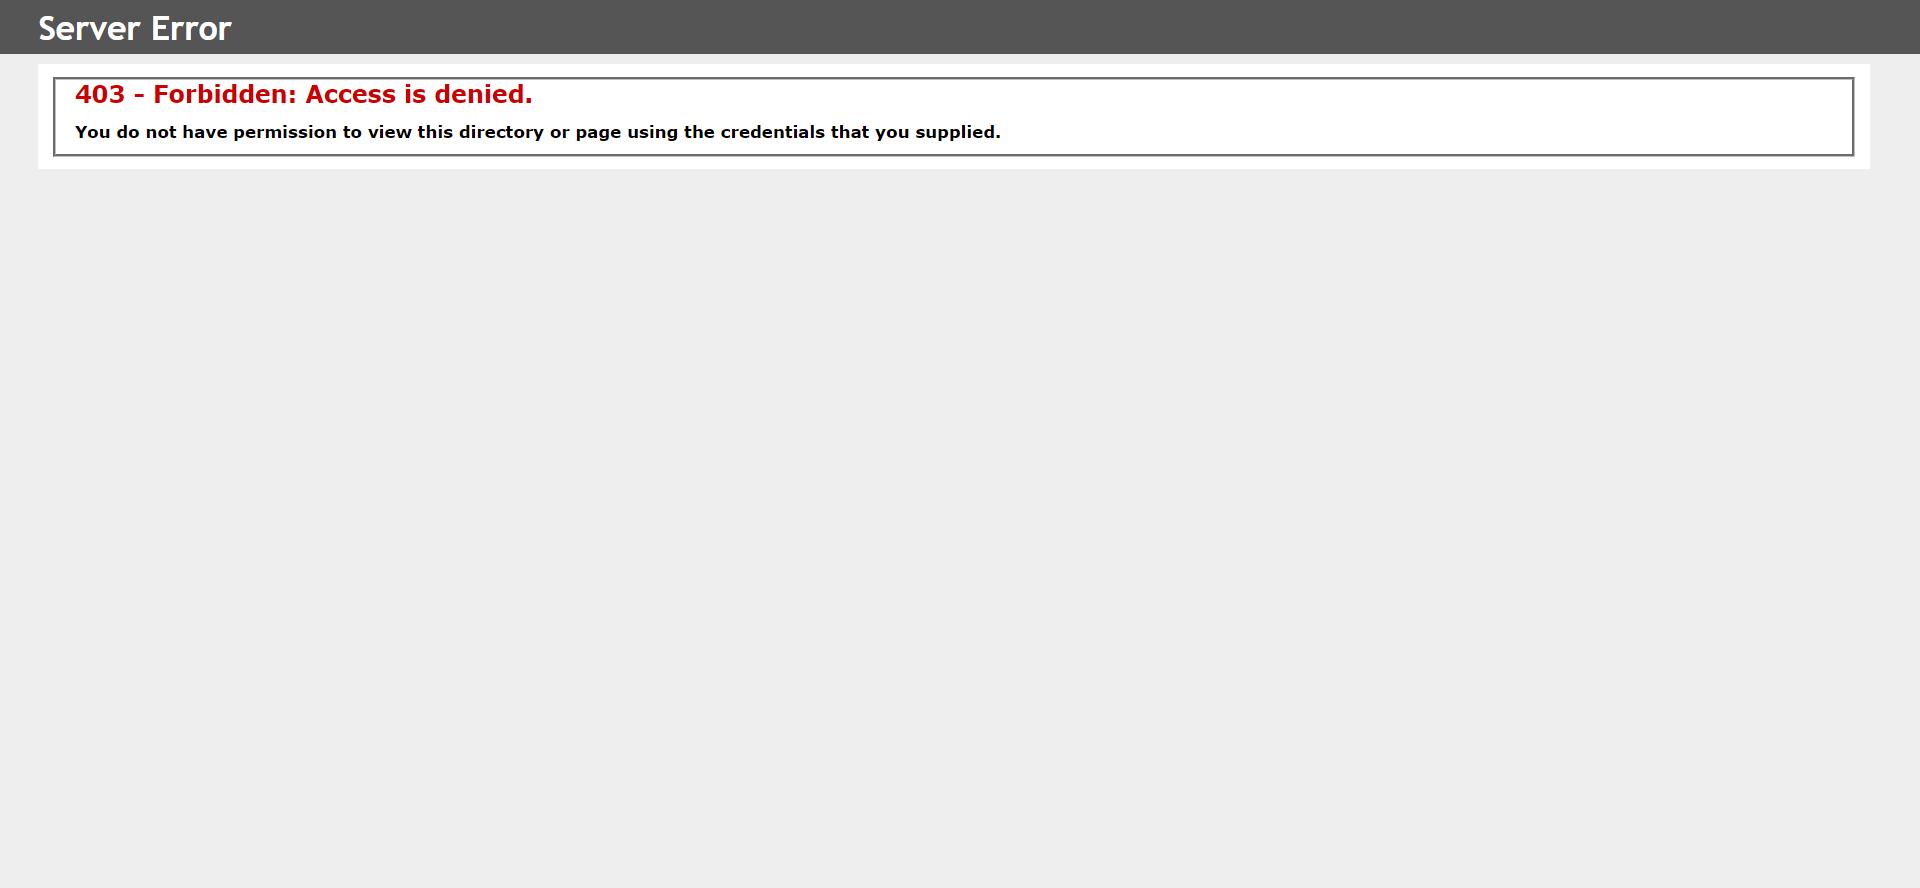 Server Error
403 - Forbidden: Access is denied.
You do not have permission to view this directory or page using the credentials that you supplied.